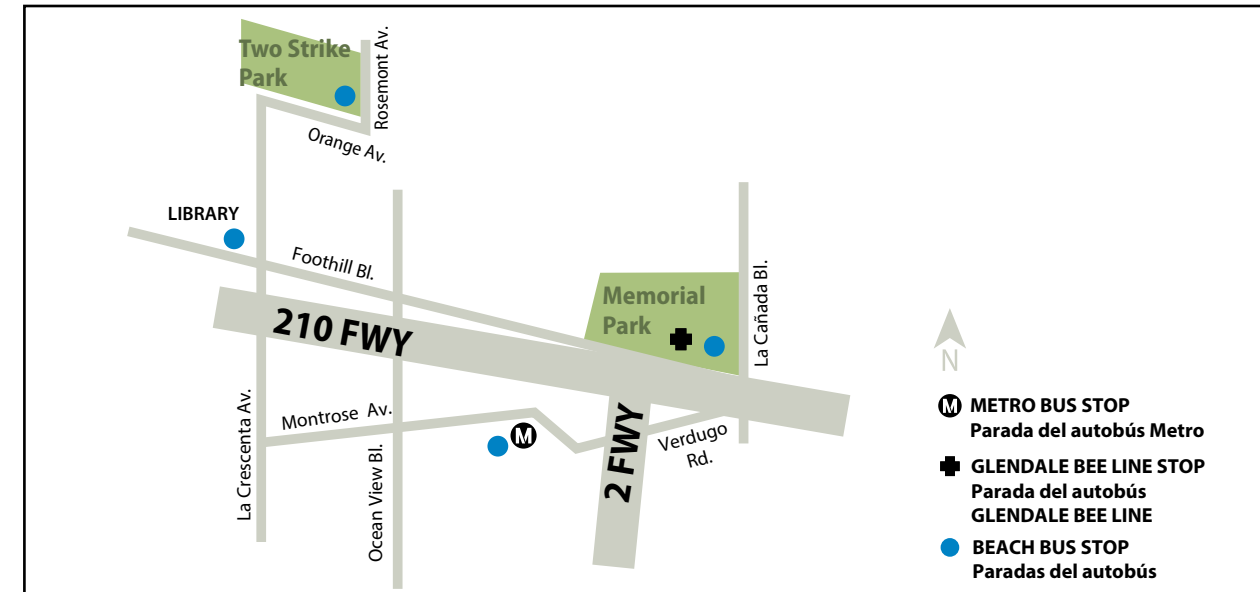 Two Strike
Park
Rosemont Av.
Orange Av.
LIBRARY
Foothill Bl.
210 FWY
Memorial
Park
La Cañada Bl.
N
Montrose Av.
La Crescenta Av.
Ocean View Bl.
M
2 FWY
Verdugo
Rd.
M METRO BUS STOP
Parada del autobús Metro
GLENDALE BEE LINE STOP
Parada del autobús
GLENDALE BEE LINE
BEACH BUS STOP
Paradas del autobús